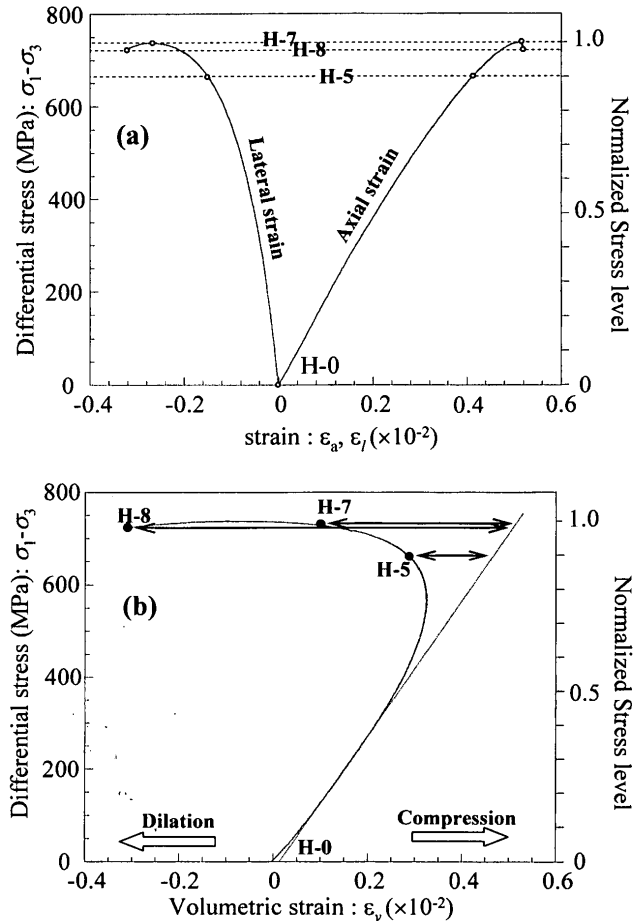 800
H-7
1.0
H-8
H-5
600
(a)
Differential stress (MPa): σ₁-σ₃
Lateral strain
Axial strain
Normalized Stress level
400
0.5
200
H-0
0
0
-0.4 -0.2 0 0.2 0.4 0.6
strain : εₐ, εₗ (×10⁻²)
800
H-8
H-7
1.0
H-5
600
(b)
Differential stress (MPa): σ₁-σ₃
Normalized Stress level
400
0.5
200
Dilation
Compression
H-0
0
0
-0.4 -0.2 -0 0.2 0.4 0.6
Volumetric strain : εᵥ (×10⁻²)